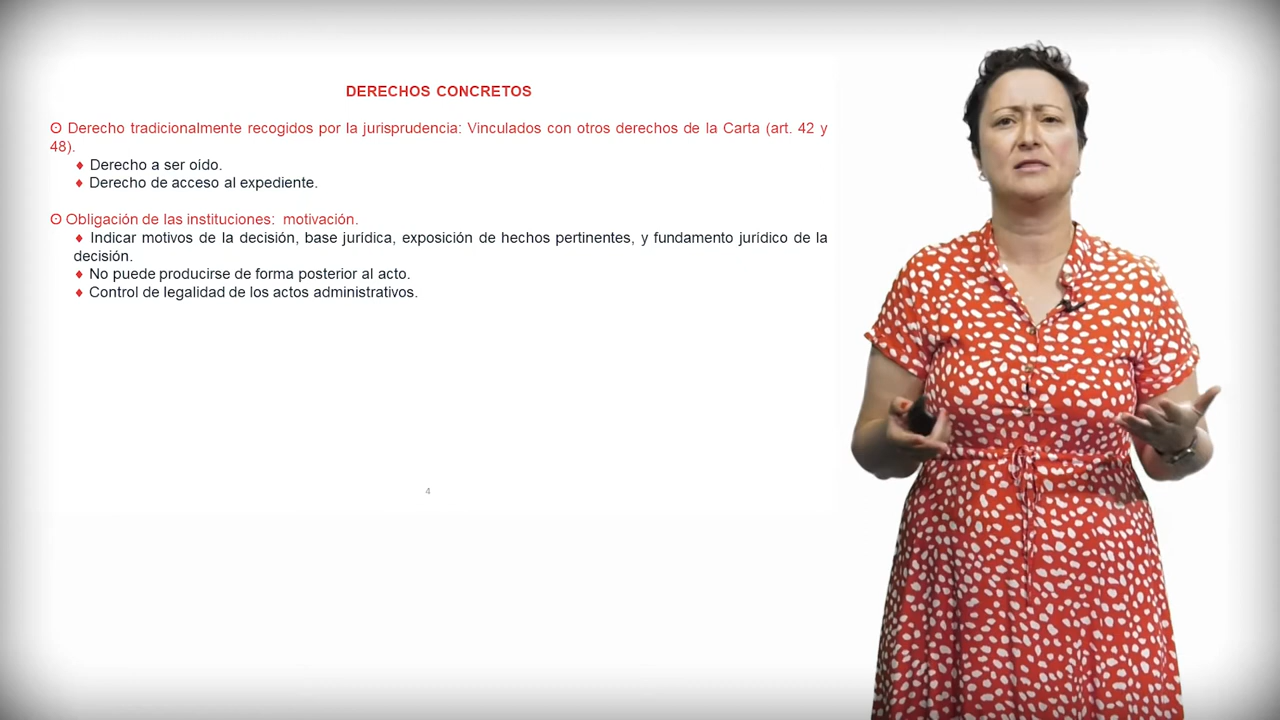 DERECHOS CONCRETOS
ʘ Derecho tradicionalmente recogidos por la jurisprudencia: Vinculados con otros derechos de la Carta (art. 42 y
48).
♦ Derecho a ser oído.
♦ Derecho de acceso al expediente.
ʘ Obligación de las instituciones: motivación.
♦ Indicar motivos de la decisión, base jurídica, exposición de hechos pertinentes, y fundamento jurídico de la
decisión.
♦ No puede producirse de forma posterior al acto.
♦ Control de legalidad de los actos administrativos.
4